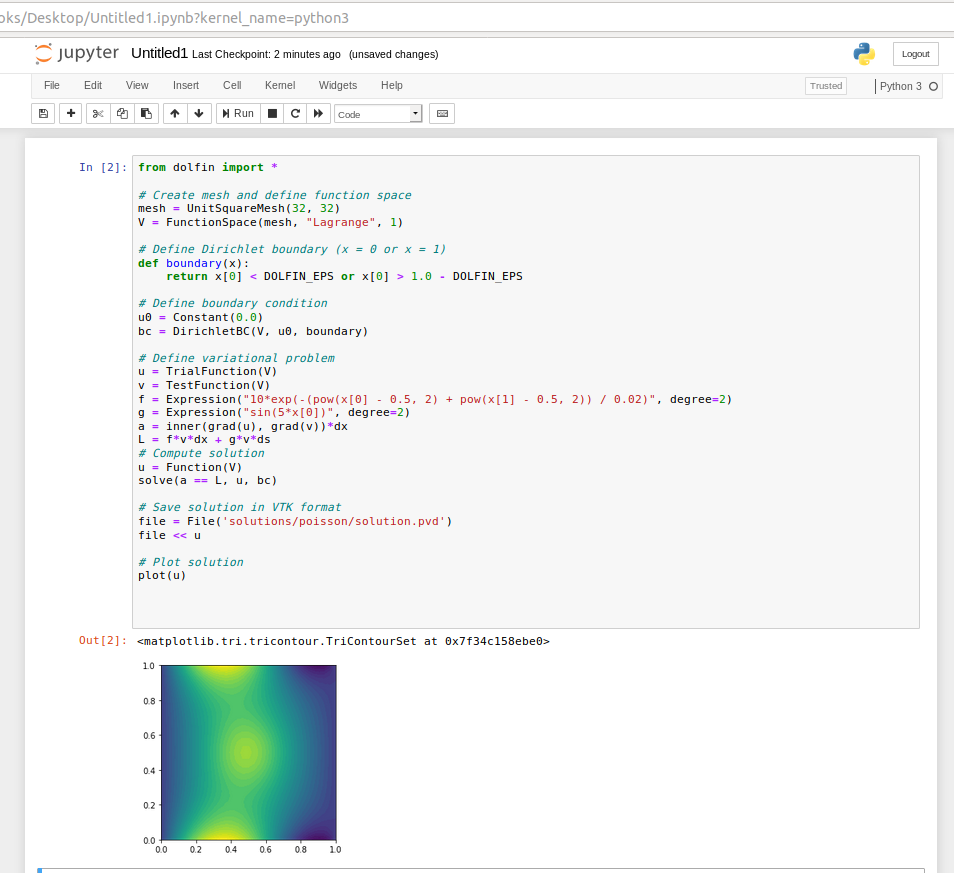 oks/Desktop/Untitled1.ipynb?kernel_name=python3
jupyter Untitled1 Last Checkpoint: 2 minutes ago (unsaved changes)
Logout
File Edit View Insert Cell Kernel Widgets Help
Trusted
Python 3
Run
Code
In [2]:
from dolfin import *
# Create mesh and define function space
mesh = UnitSquareMesh(32, 32)
V = FunctionSpace(mesh, "Lagrange", 1)
# Define Dirichlet boundary (x = 0 or x = 1)
def boundary(x):
    return x[0] < DOLFIN_EPS or x[0] > 1.0 - DOLFIN_EPS
# Define boundary condition
u0 = Constant(0.0)
bc = DirichletBC(V, u0, boundary)
# Define variational problem
u = TrialFunction(V)
v = TestFunction(V)
f = Expression("10*exp(-(pow(x[0] - 0.5, 2) + pow(x[1] - 0.5, 2)) / 0.02)", degree=2)
g = Expression("sin(5*x[0])", degree=2)
a = inner(grad(u), grad(v))*dx
L = f*v*dx + g*v*ds
# Compute solution
u = Function(V)
solve(a == L, u, bc)
# Save solution in VTK format
file = File('solutions/poisson/solution.pvd')
file << u
# Plot solution
plot(u)
Out[2]:
<matplotlib.tri.tricontour.TriContourSet at 0x7f34c158ebe0>
1.0
0.8
0.6
0.4
0.2
0.0
0.0 0.2 0.4 0.6 0.8 1.0